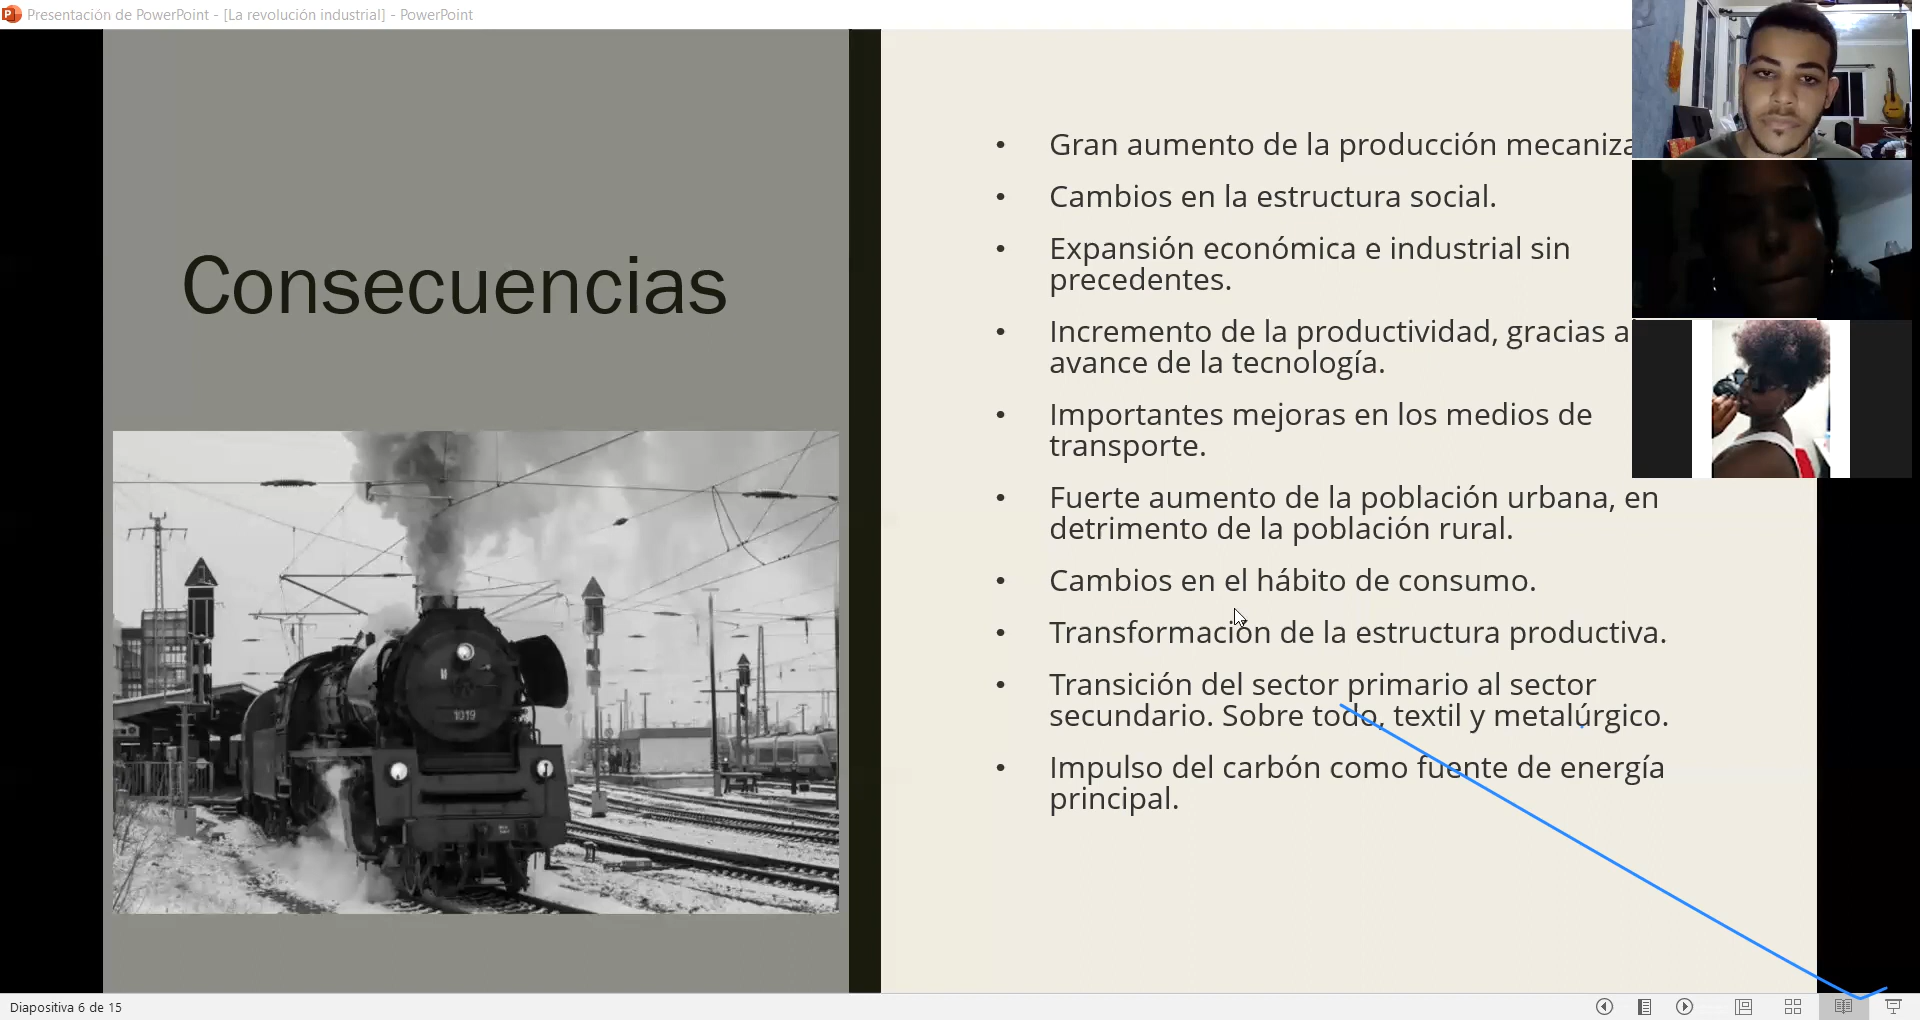 Presentación de PowerPoint - [La revolución industrial] - PowerPoint
Consecuencias
1019
• Gran aumento de la producción mecaniza
• Cambios en la estructura social.
• Expansión económica e industrial sin
precedentes.
• Incremento de la productividad, gracias a
avance de la tecnología.
• Importantes mejoras en los medios de
transporte.
• Fuerte aumento de la población urbana, en
detrimento de la población rural.
• Cambios en el hábito de consumo.
• Transformación de la estructura productiva.
• Transición del sector primario al sector
secundario. Sobre todo, textil y metalúrgico.
• Impulso del carbón como fuente de energía
principal.
Diapositiva 6 de 15